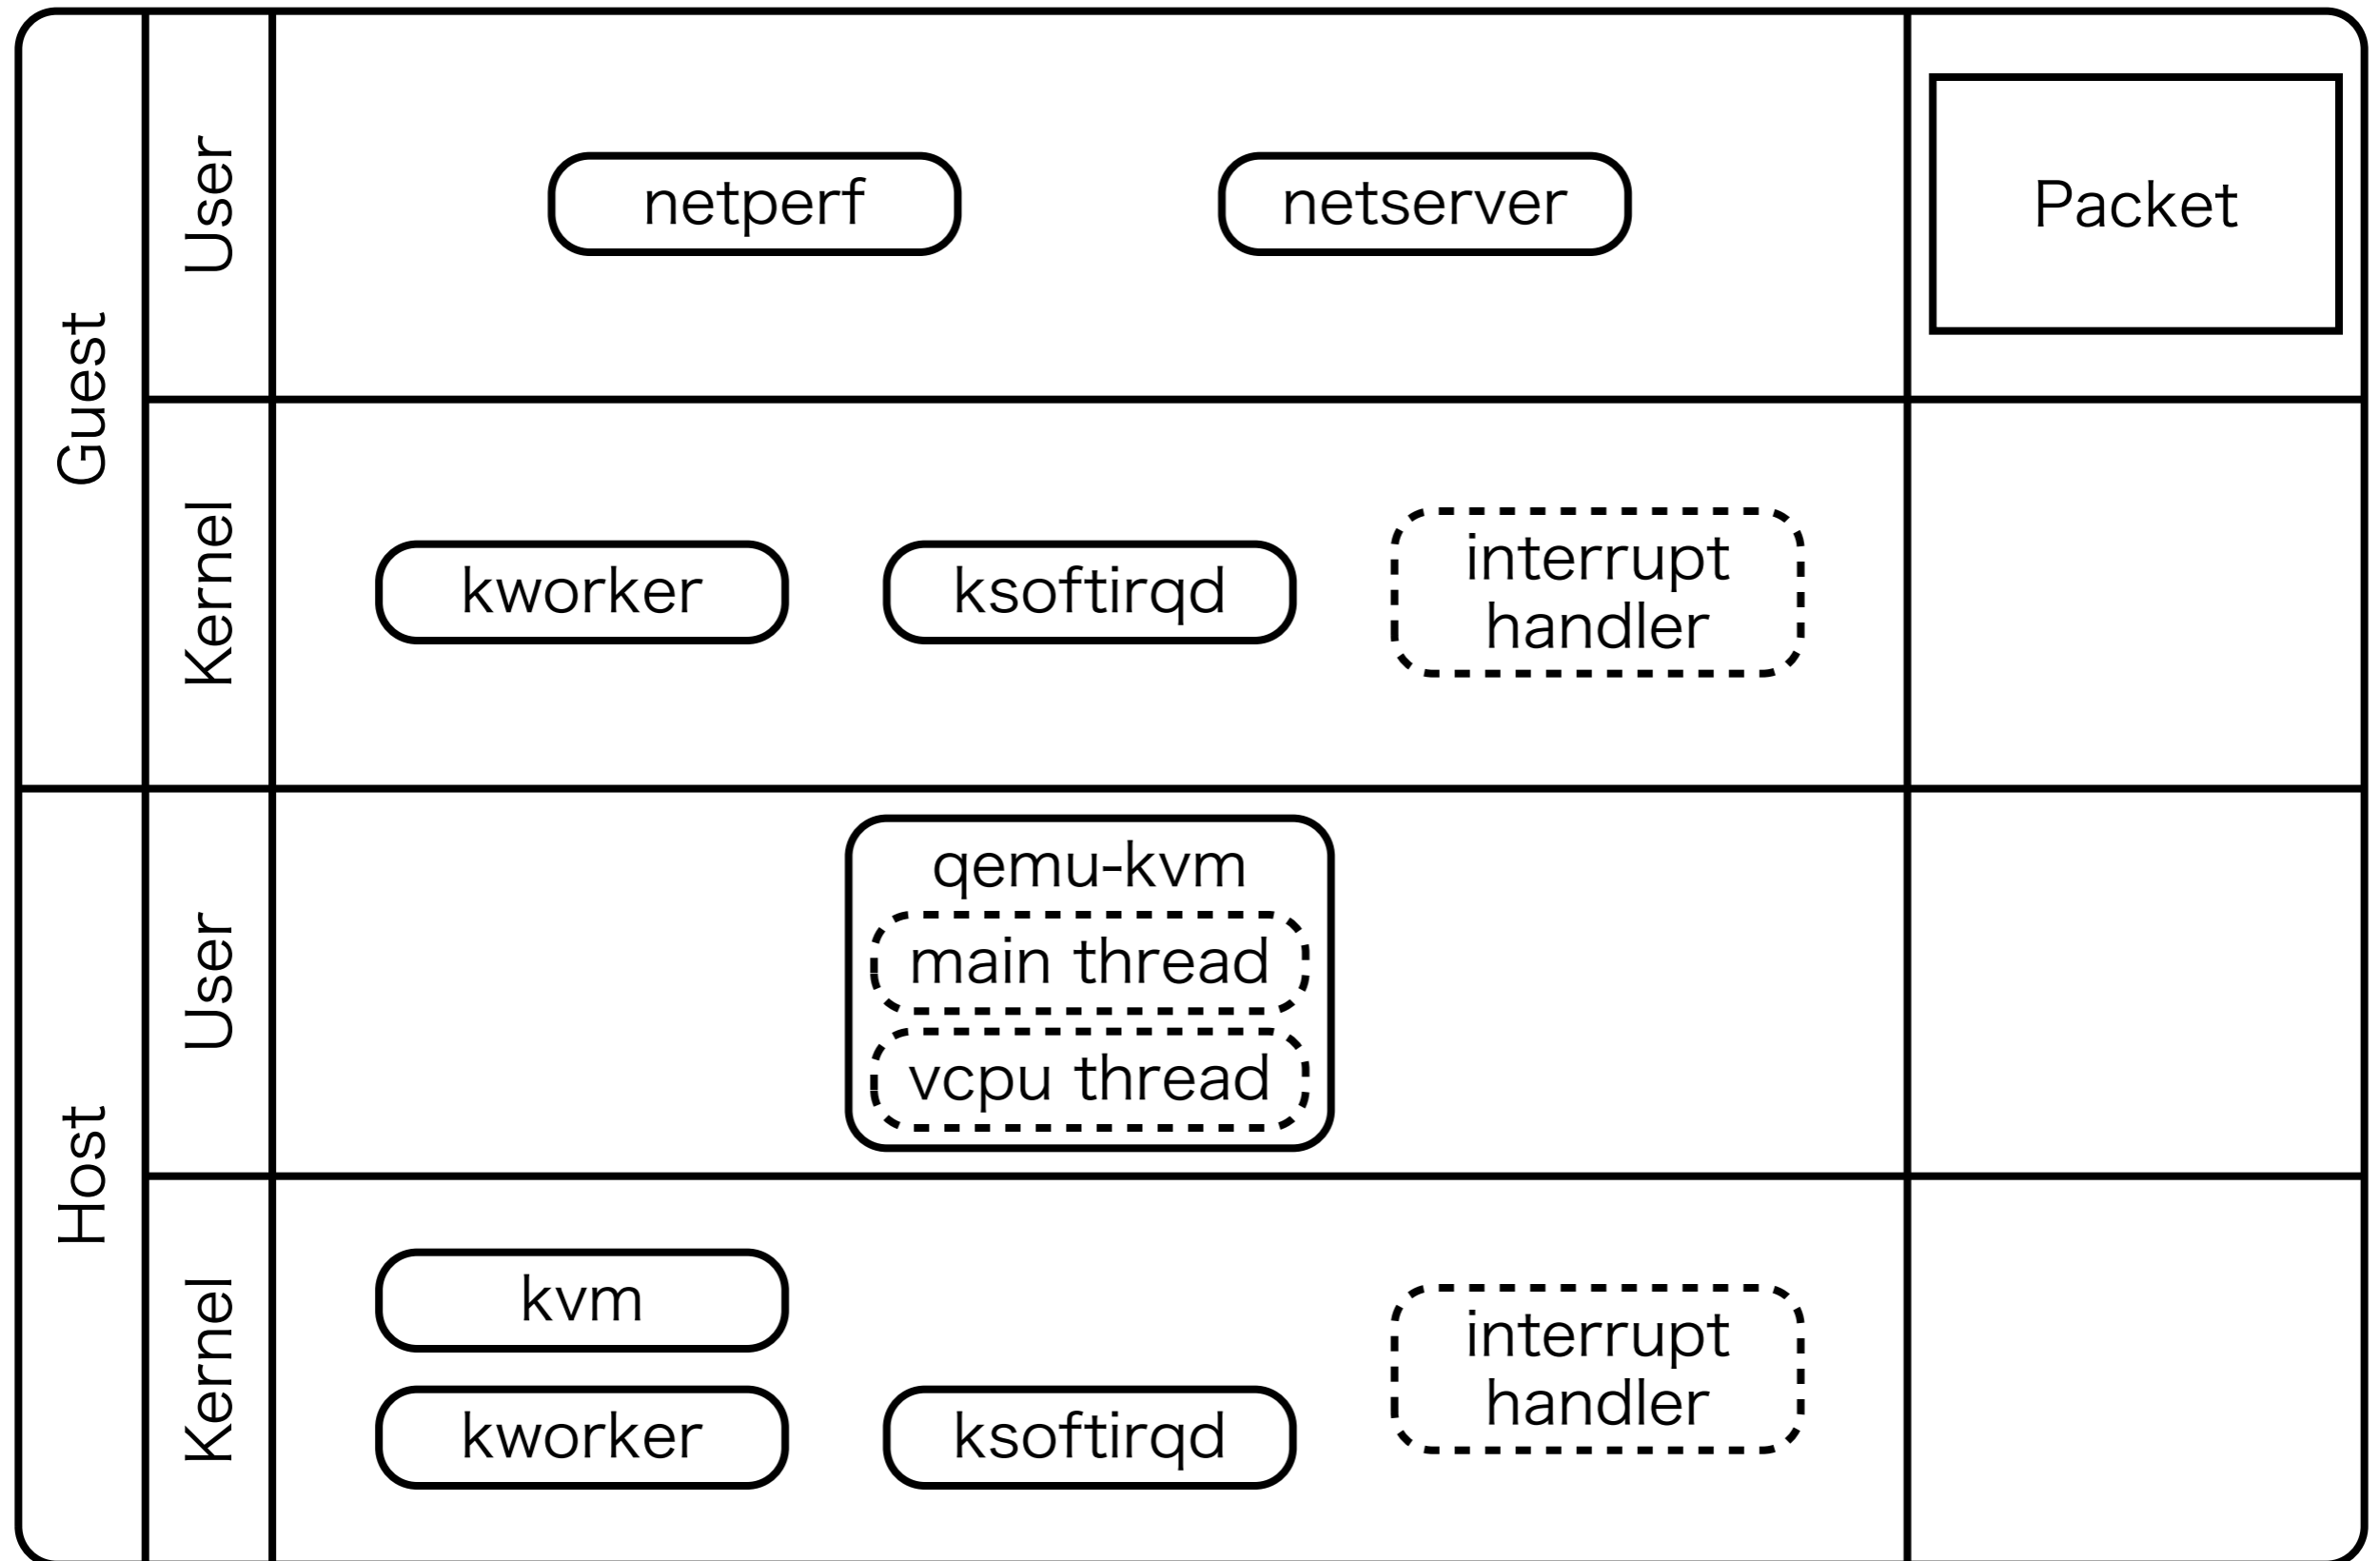 Guest
User
netperf
netserver
Packet
Kernel
kworker
ksoftirqd
interrupt
handler
Host
User
qemu-kvm
main thread
vcpu thread
Kernel
kvm
kworker
ksoftirqd
interrupt
handler